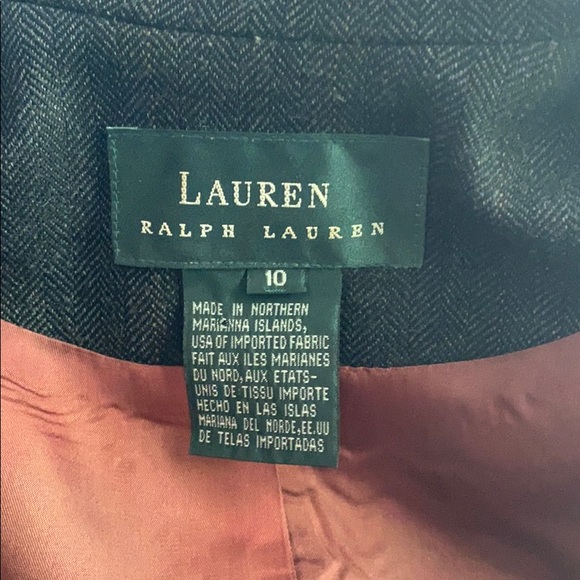 LAUREN
RALPH LAUREN
10
MADE IN NORTHERN
MARIANNA ISLANDS,
USA OF IMPORTED FABRIC
FAIT AUX ILES MARIANES
DU NORD, AUX ETATS-
UNIS DE TISSU IMPORTE
HECHO EN LAS ISLAS
MARIANA DEL NORDE, EE.UU
DE TELAS IMPORTADAS